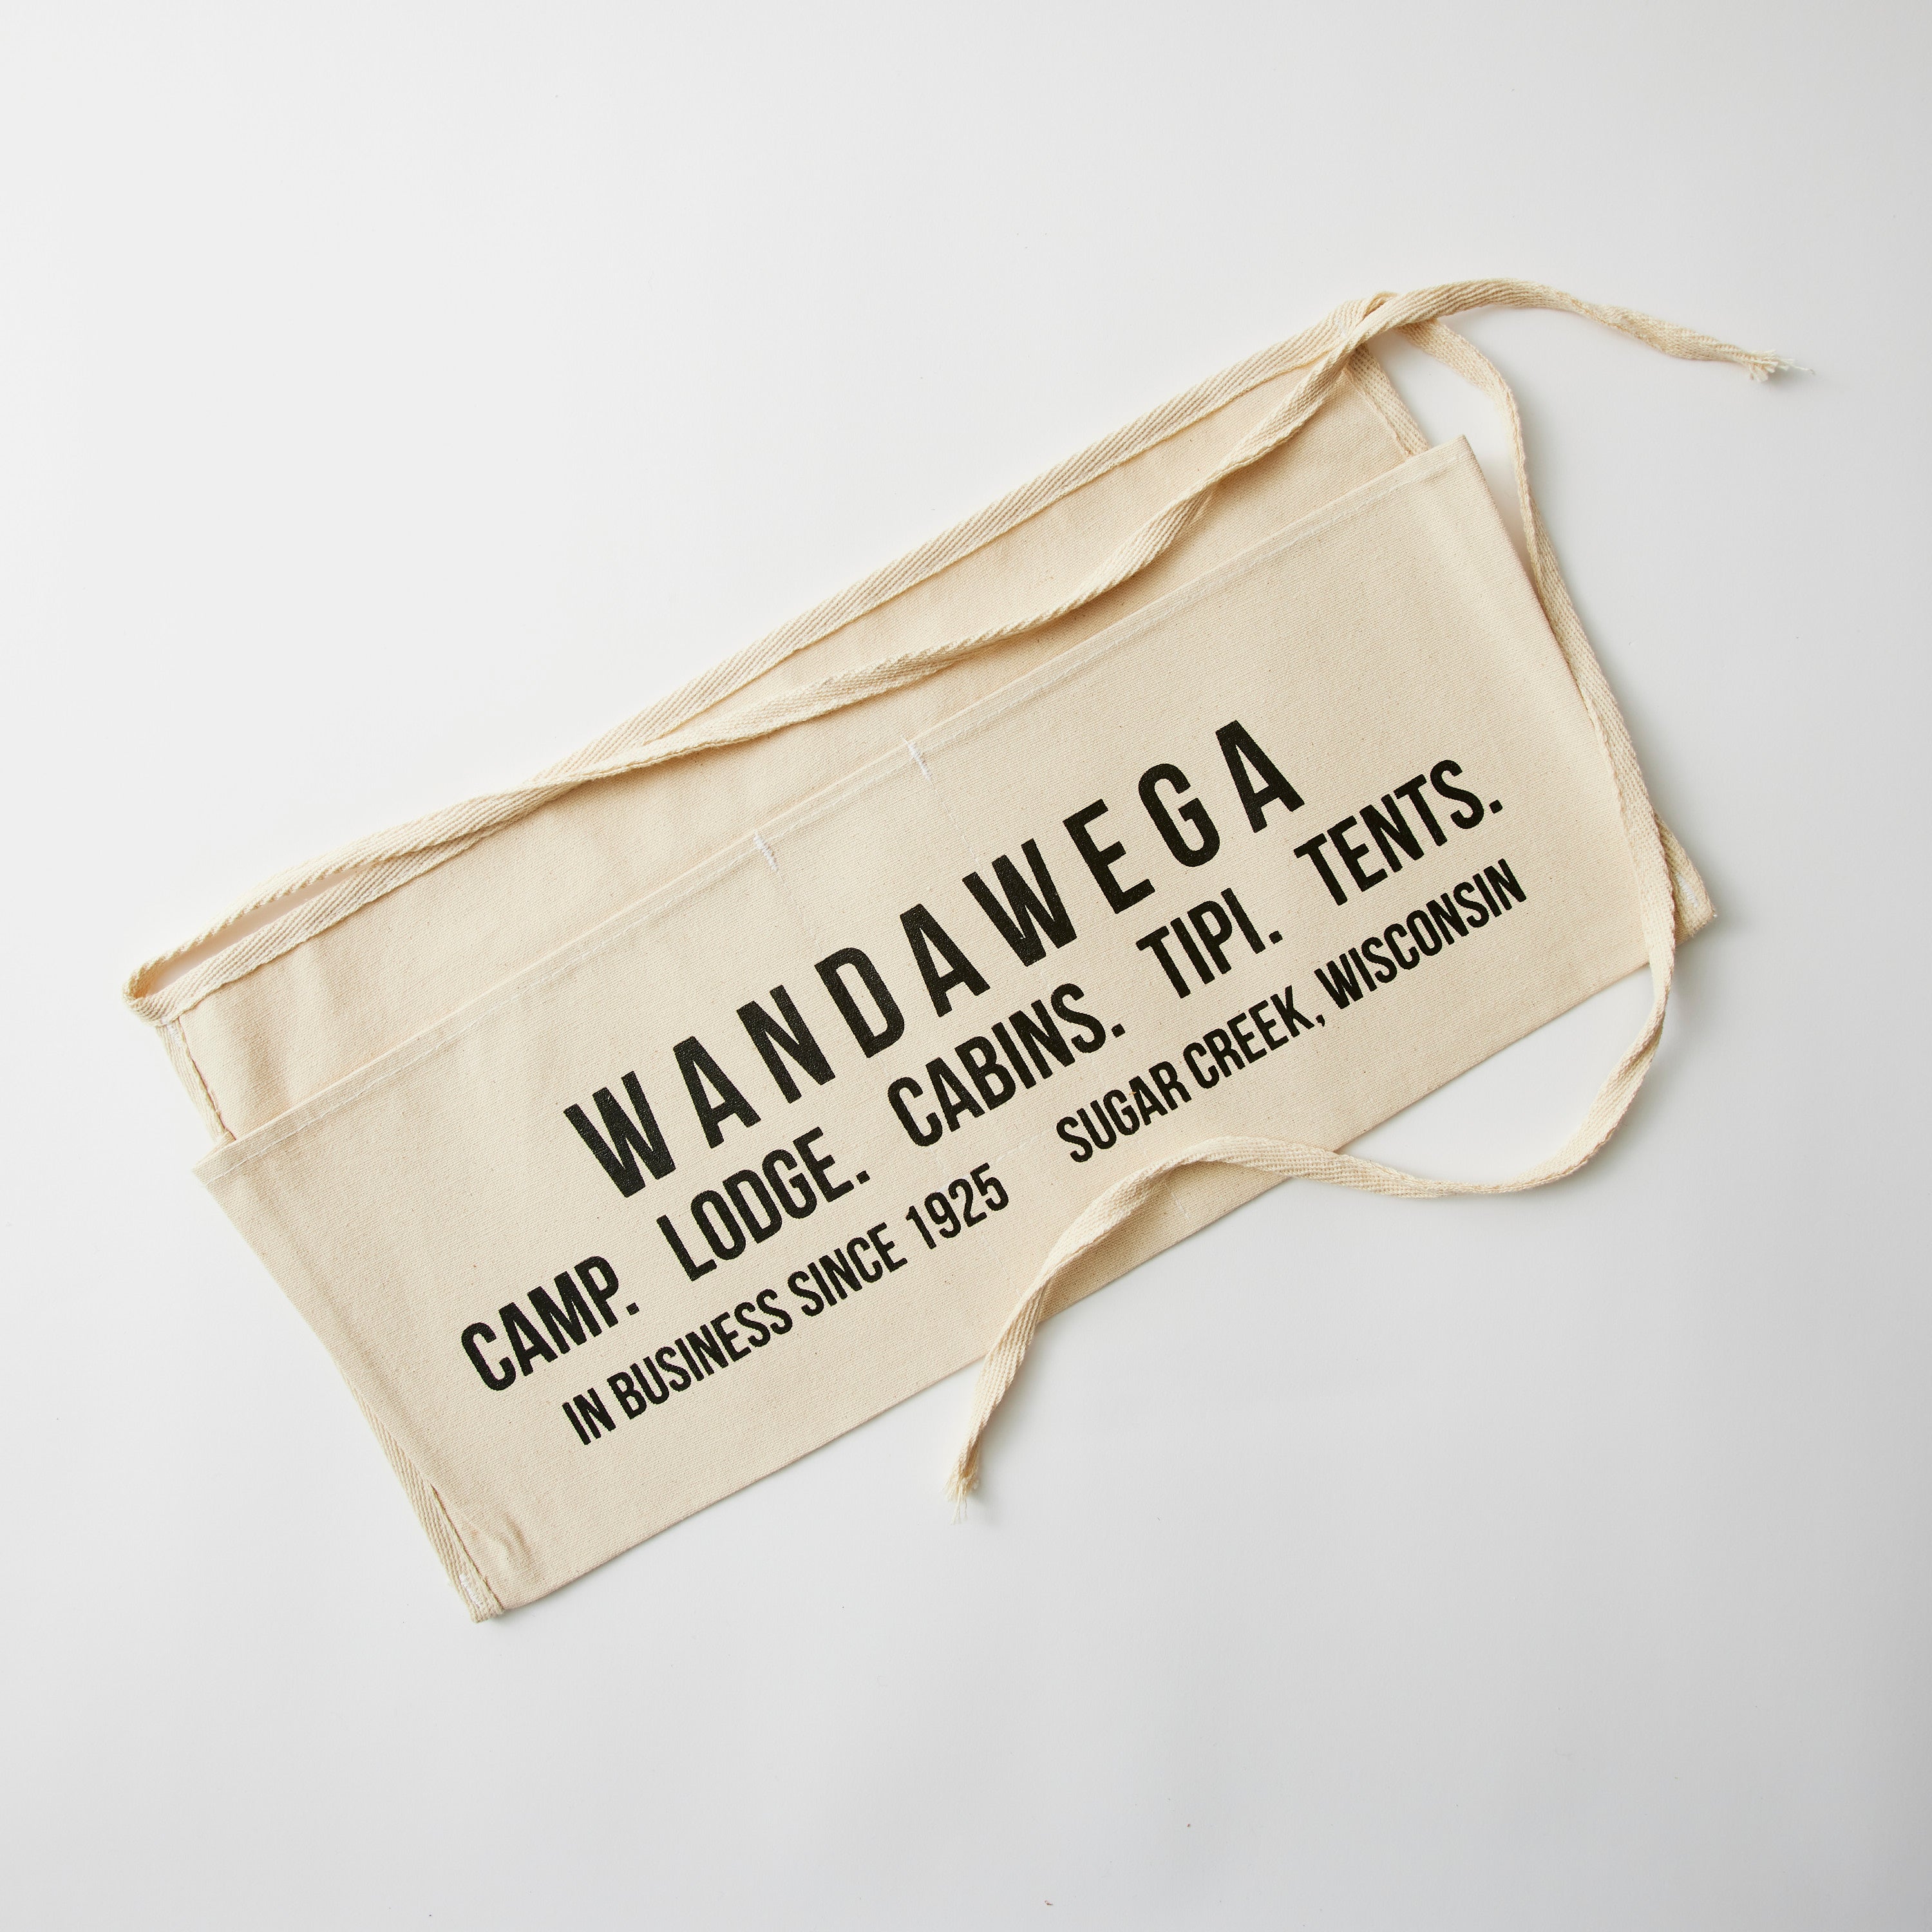 WANDAWEGA
CAMP. LODGE. CABINS. TIPI. TENTS.
IN BUSINESS SINCE 1925 SUGAR CREEK, WISCONSIN